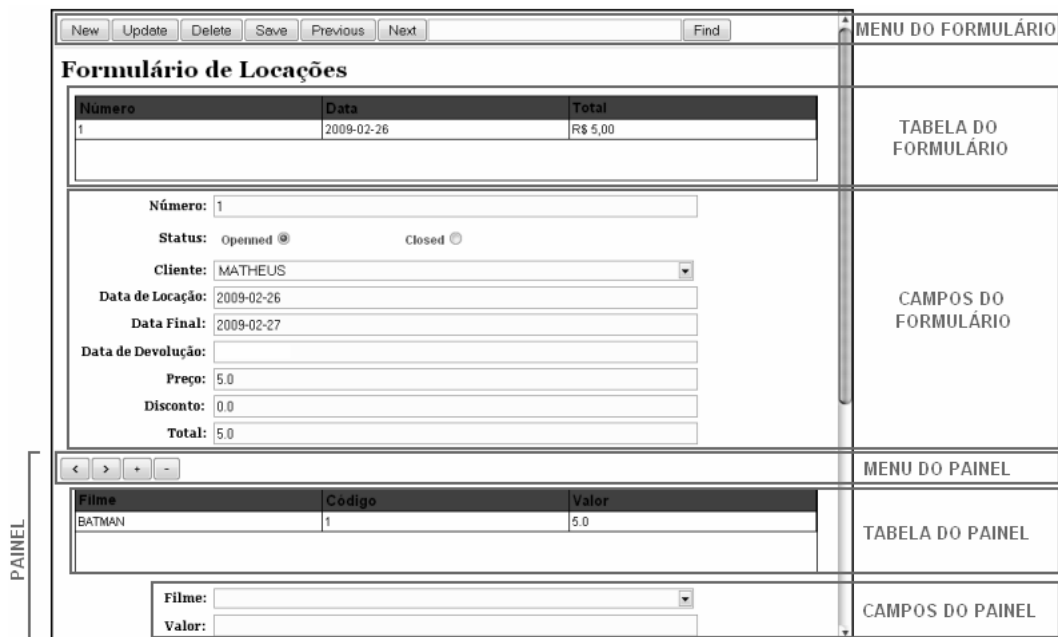 New Update Delete Save Previous Next Find
MENU DO FORMULÁRIO
Formulário de Locações
Número Data Total
1 2009-02-26 R$ 5,00
TABELA DO
FORMULÁRIO
Número: 1
Status: Openned Closed
Cliente: MATHEUS
Data de Locação: 2009-02-26
Data Final: 2009-02-27
Data de Devolução:
Preço: 5.0
Disconto: 0.0
Total: 5.0
CAMPOS DO
FORMULÁRIO
PAINEL
< > + -
MENU DO PAINEL
Filme Código Valor
BATMAN 1 5.0
TABELA DO PAINEL
Filme:
Valor:
CAMPOS DO PAINEL